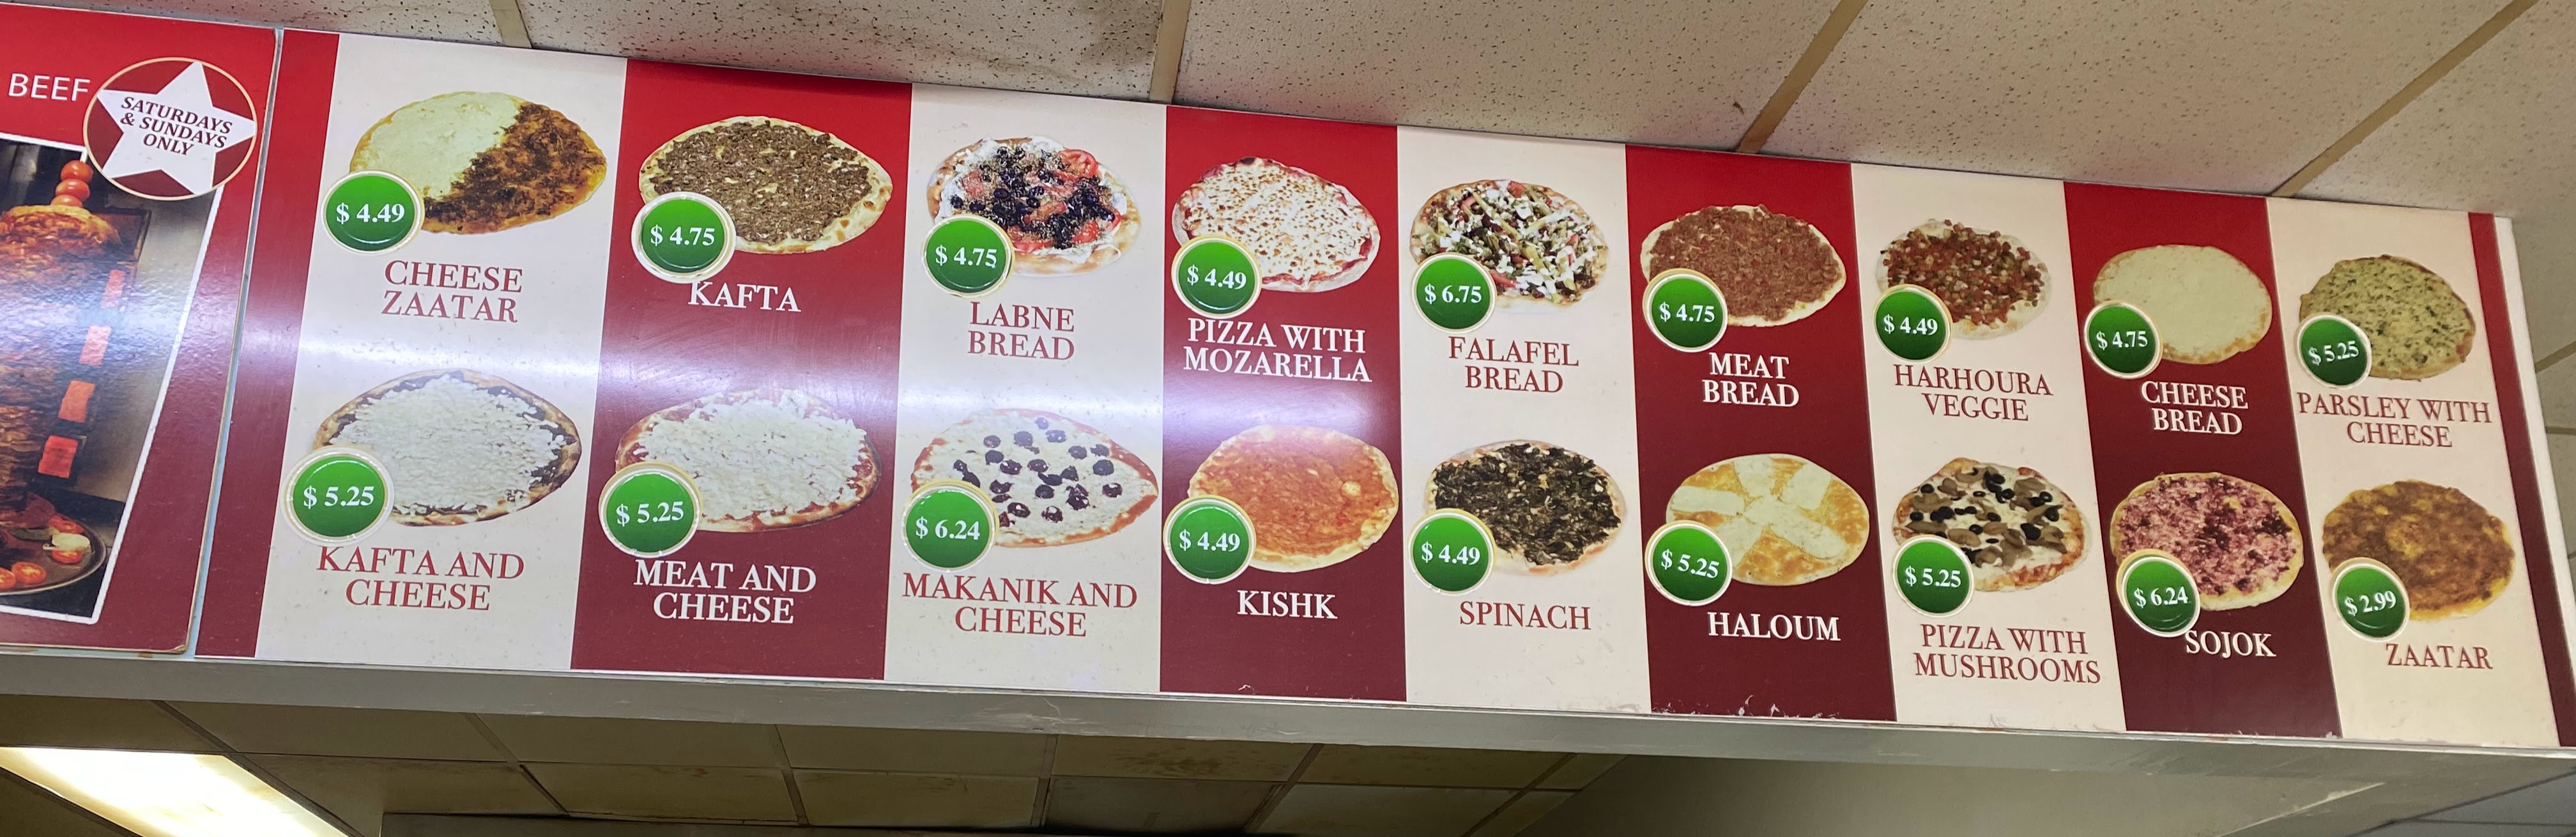 BEEF
SATURDAYS
& SUNDAYS
ONLY
$ 4.49
CHEESE
ZAATAR
$ 4.75
KAFTA
$ 4.75
LABNE
BREAD
$ 4.49
PIZZA WITH
MOZARELLA
$ 6.75
FALAFEL
BREAD
$ 4.75
MEAT
BREAD
$ 4.49
HARHOURA
VEGGIE
$ 4.75
CHEESE
BREAD
$ 5.25
PARSLEY WITH
CHEESE
$ 5.25
KAFTA AND
CHEESE
$ 5.25
MEAT AND
CHEESE
$ 6.24
MAKANIK AND
CHEESE
$ 4.49
KISHK
$ 4.49
SPINACH
$ 5.25
HALOUM
$ 5.25
PIZZA WITH
MUSHROOMS
$ 6.24
SOJOK
$ 2.99
ZAATAR